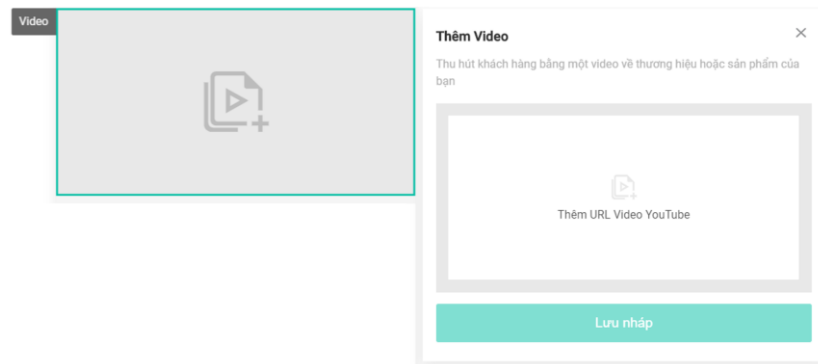 Video
Thêm Video
Thu hút khách hàng bằng một video về thương hiệu hoặc sản phẩm của
bạn
Thêm URL Video YouTube
Lưu nháp